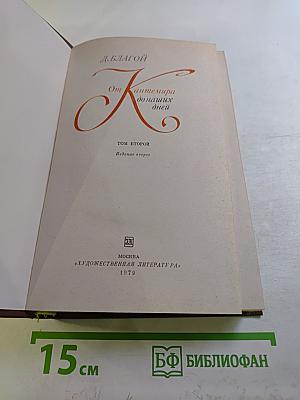 Д. БЛАГОЙ
От Кантемира
до наших
дней
ТОМ ВТОРОЙ
Издание второе
МОСКВА
«ХУДОЖЕСТВЕННАЯ ЛИТЕРАТУРА»
1979
15 см
БФ БИБЛИОФАН